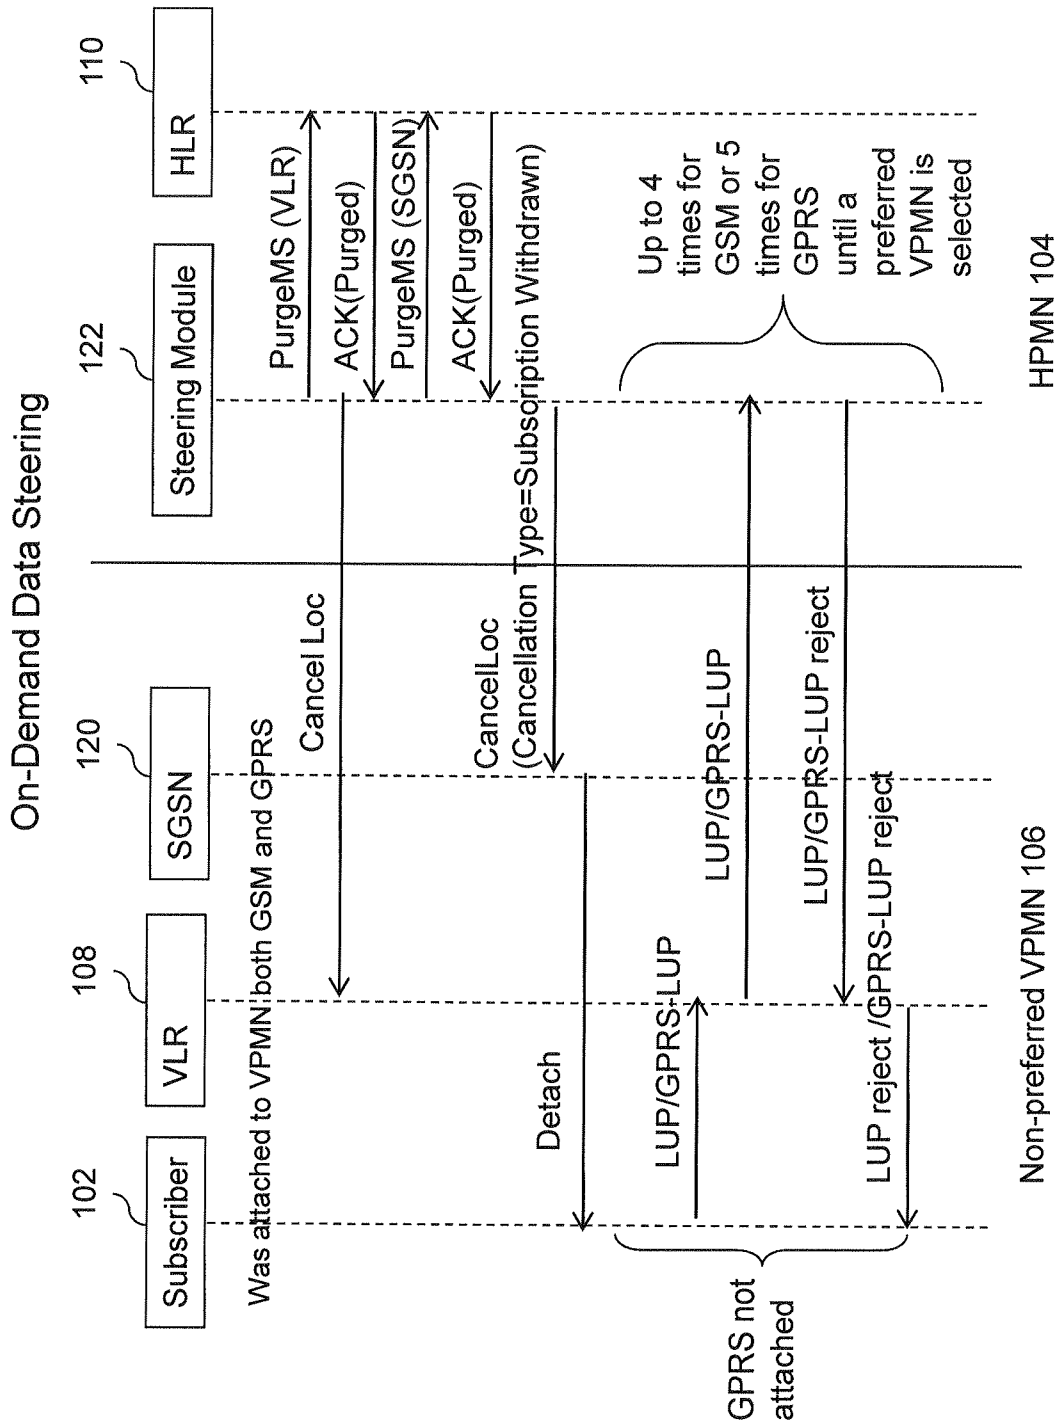 On-Demand Data Steering
102
108
120
122
110
Subscriber
VLR
SGSN
Steering Module
HLR
Was attached to VPMN both GSM and GPRS
PurgeMS (VLR)
Cancel Loc
ACK(Purged)
PurgeMS (SGSN)
ACK(Purged)
CancelLoc
(Cancellation Type=Subscription Withdrawn)
Detach
LUP/GPRS-LUP
LUP/GPRS-LUP
LUP/GPRS-LUP reject
LUP reject /GPRS-LUP reject
GPRS not
attached
Up to 4
times for
GSM or 5
times for
GPRS
until a
preferred
VPMN is
selected
Non-preferred VPMN 106
HPMN 104